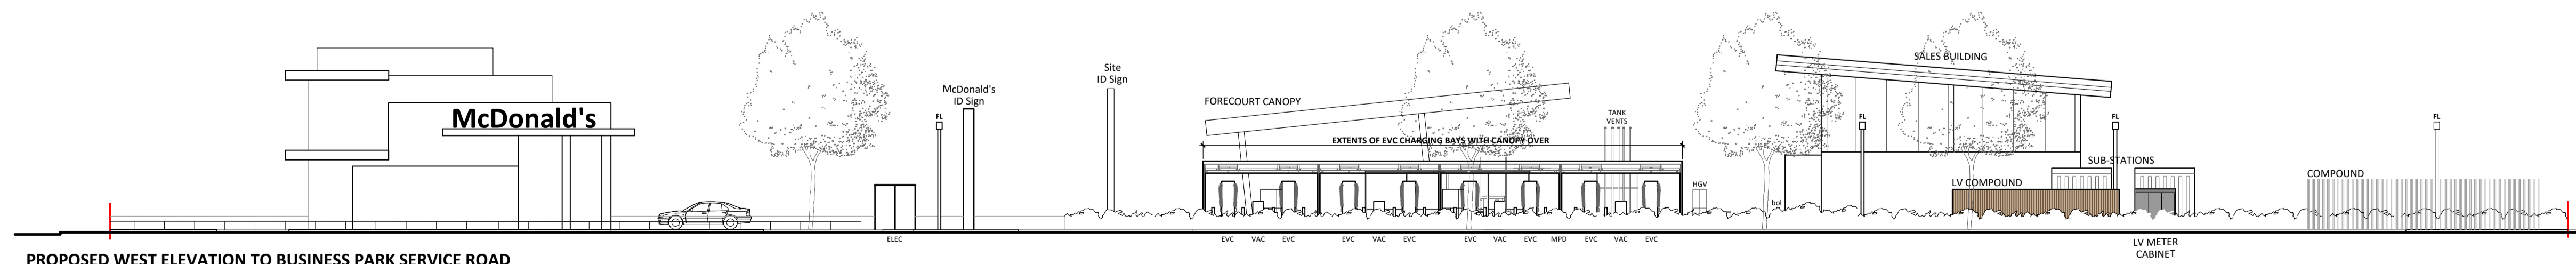 McDonald's
McDonald's
ID Sign
FL
Site
ID Sign
FORECOURT CANOPY
TANK
VENTS
EXTENTS OF EVC CHARGING BAYS WITH CANOPY OVER
HGV
SALES BUILDING
FL
FL
FL
SUB-STATIONS
LV COMPOUND
COMPOUND
bol
ELEC
EVC VAC EVC EVC VAC EVC EVC VAC EVC MPD EVC VAC EVC
LV METER
CABINET
PROPOSED WEST ELEVATION TO BUSINESS PARK SERVICE ROAD